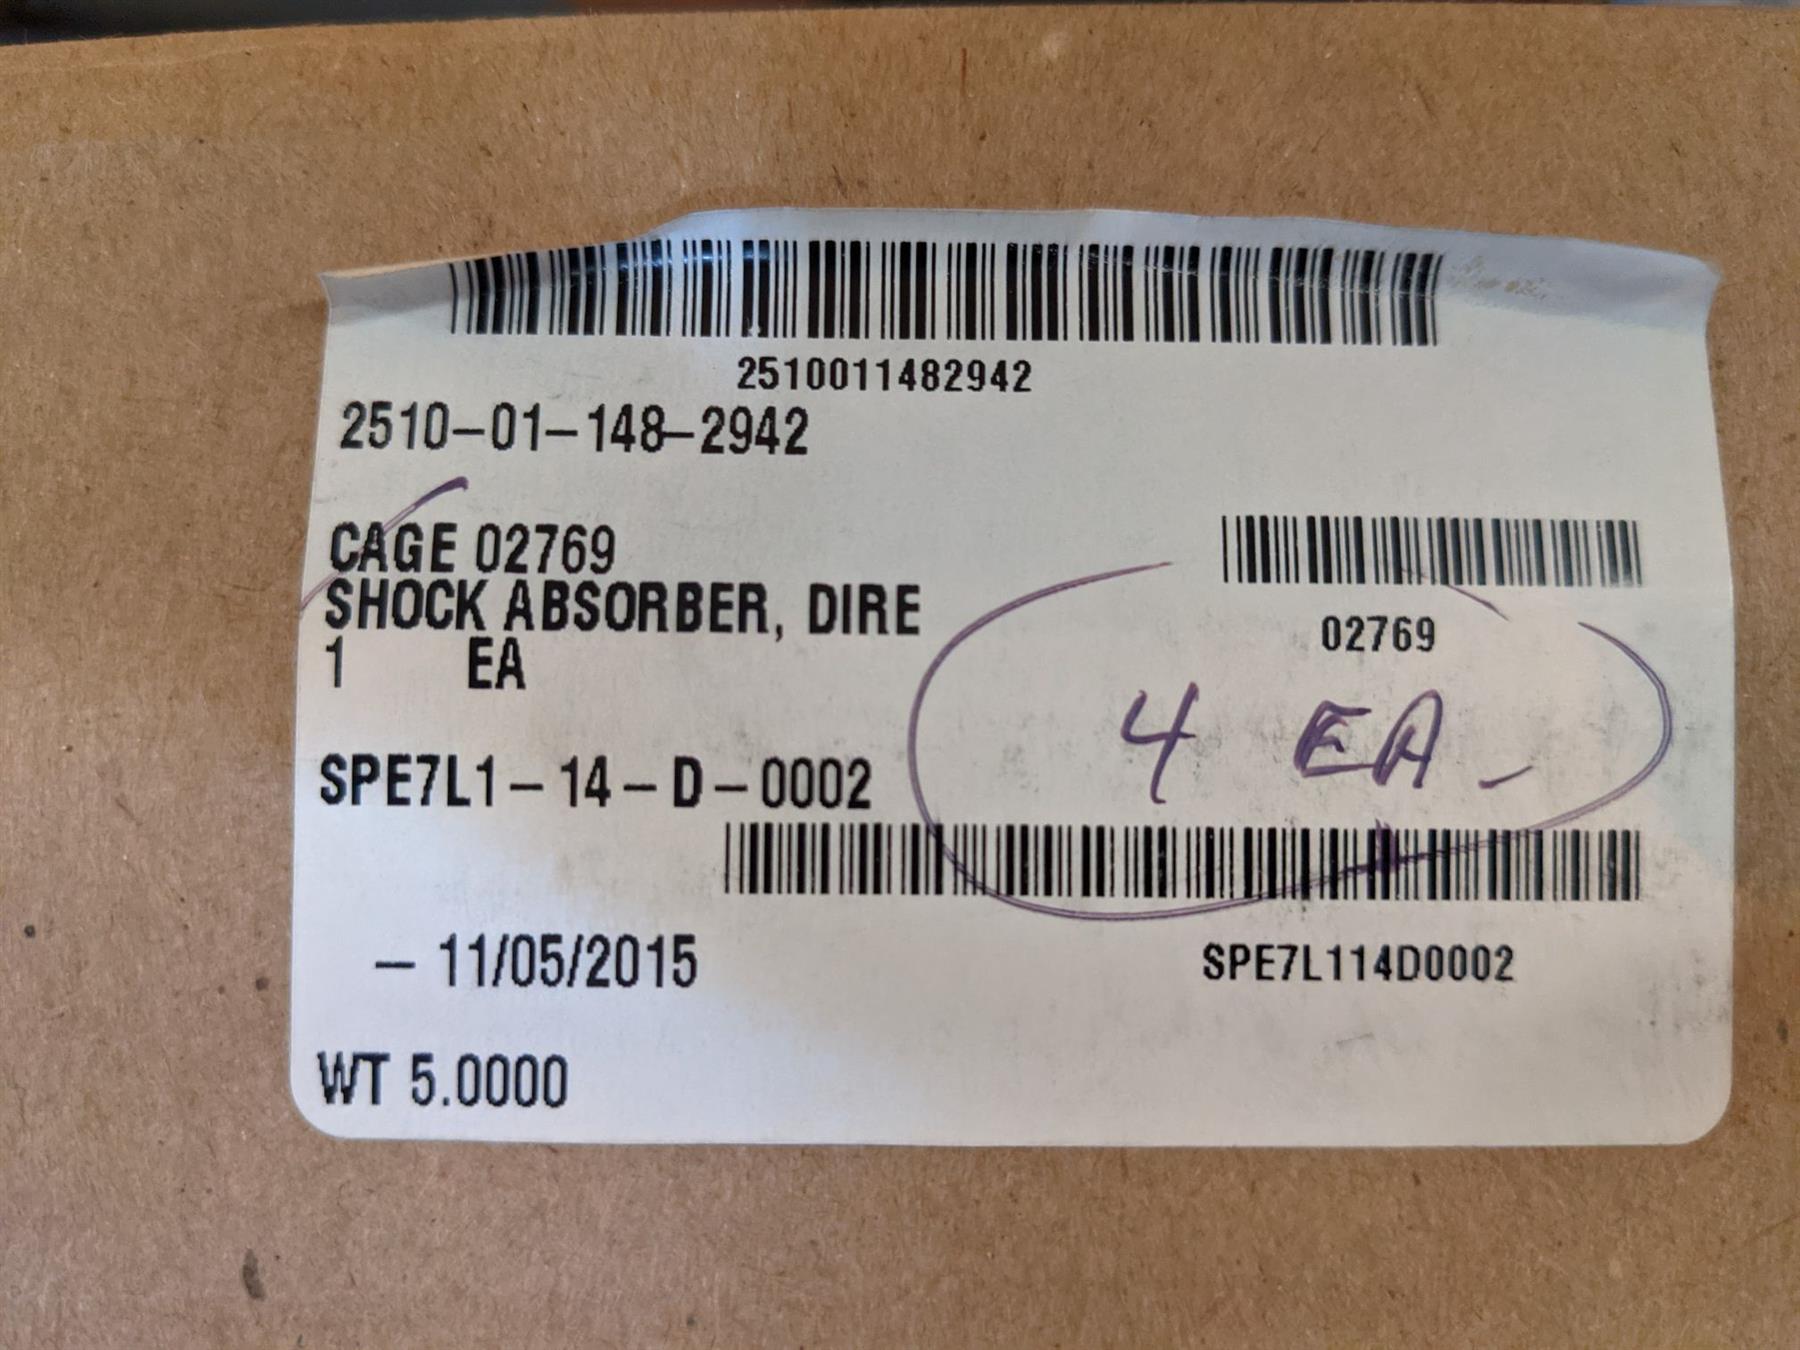 2510011482942
2510-01-148-2942
CAGE 02769
SHOCK ABSORBER, DIRE
02769
1 EA
4 EA -
SPE7L1-14-D-0002
- 11/05/2015
SPE7L114D0002
WT 5.0000